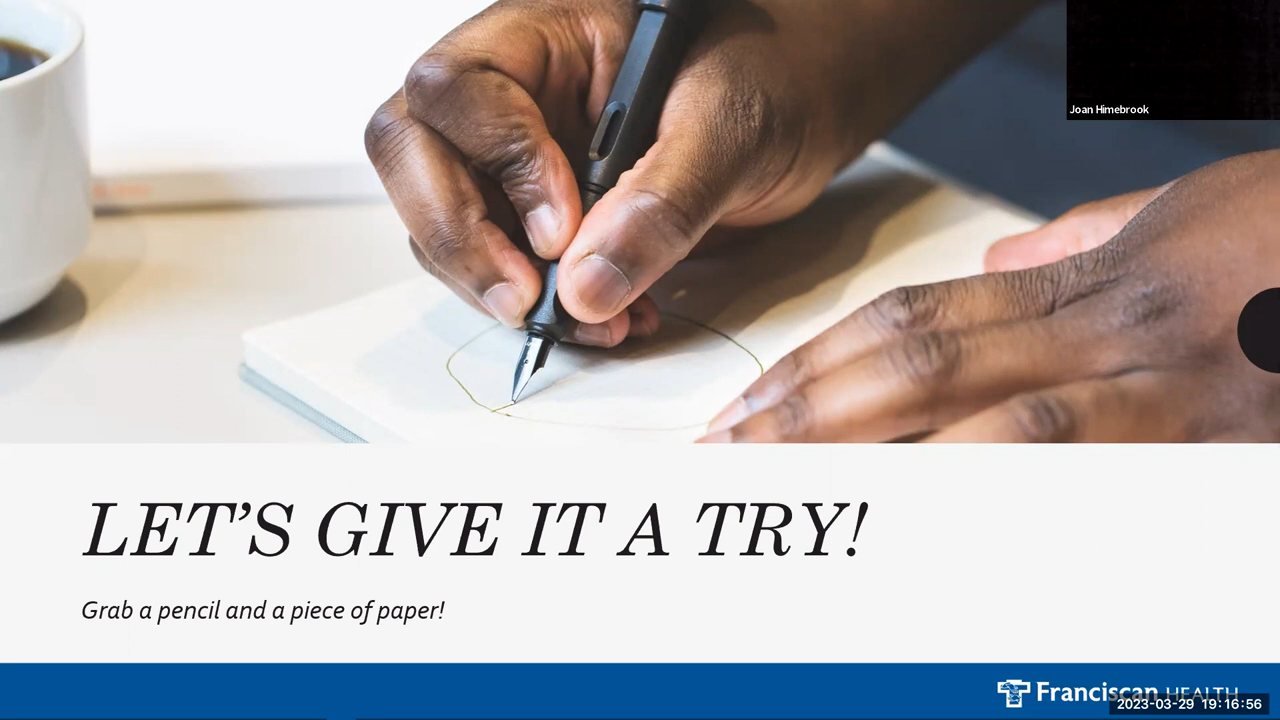 Joan Himebrook
LET'S GIVE IT A TRY!
Grab a pencil and a piece of paper!
Franciscan HEALTH
2023-03-29 19:16:56